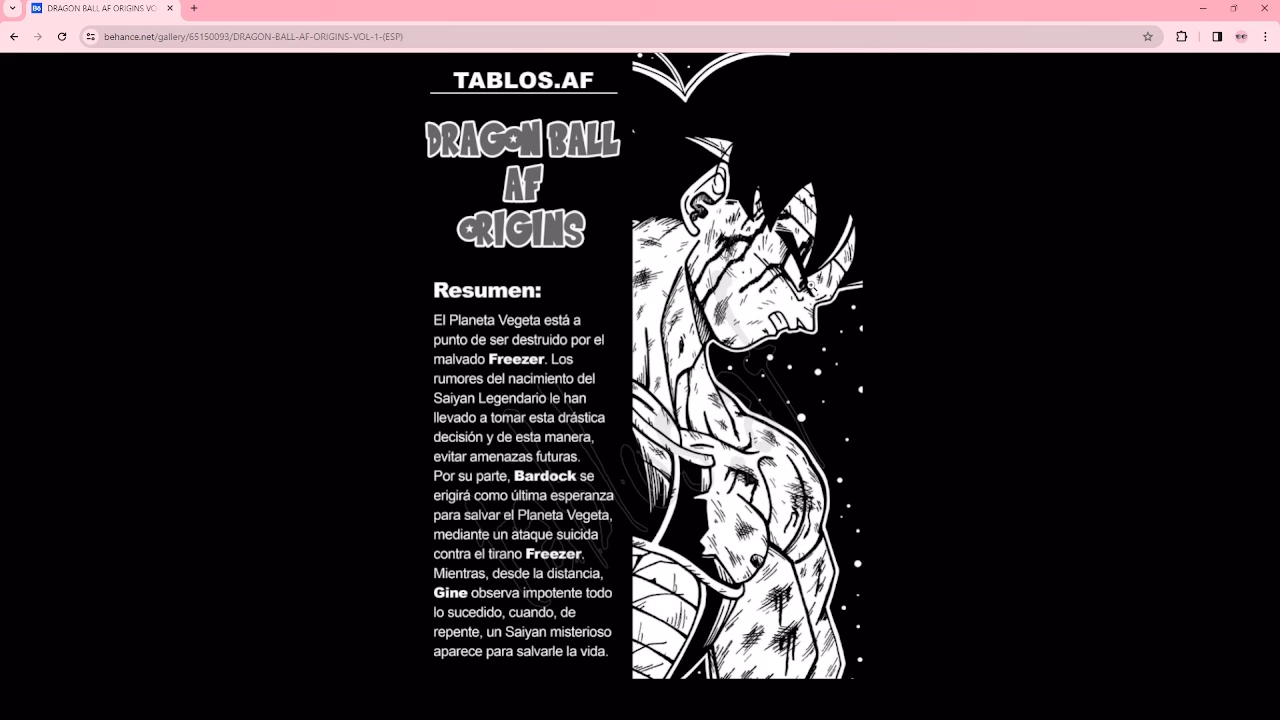 DRAGON BALL AF ORIGINS VO
behance.net/gallery/65150093/DRAGON-BALL-AF-ORIGINS-VOL-1-(ESP)
TABLOS.AF
DRAGON BALL
AF
ORIGINS
Resumen:
El Planeta Vegeta está a
punto de ser destruido por el
malvado Freezer. Los
rumores del nacimiento del
Saiyan Legendario le han
llevado a tomar esta drástica
decisión y de esta manera,
evitar amenazas futuras.
Por su parte, Bardock se
erigirá como última esperanza
para salvar el Planeta Vegeta,
mediante un ataque suicida
contra el tirano Freezer.
Mientras, desde la distancia,
Gine observa impotente todo
lo sucedido, cuando, de
repente, un Saiyan misterioso
aparece para salvarle la vida.